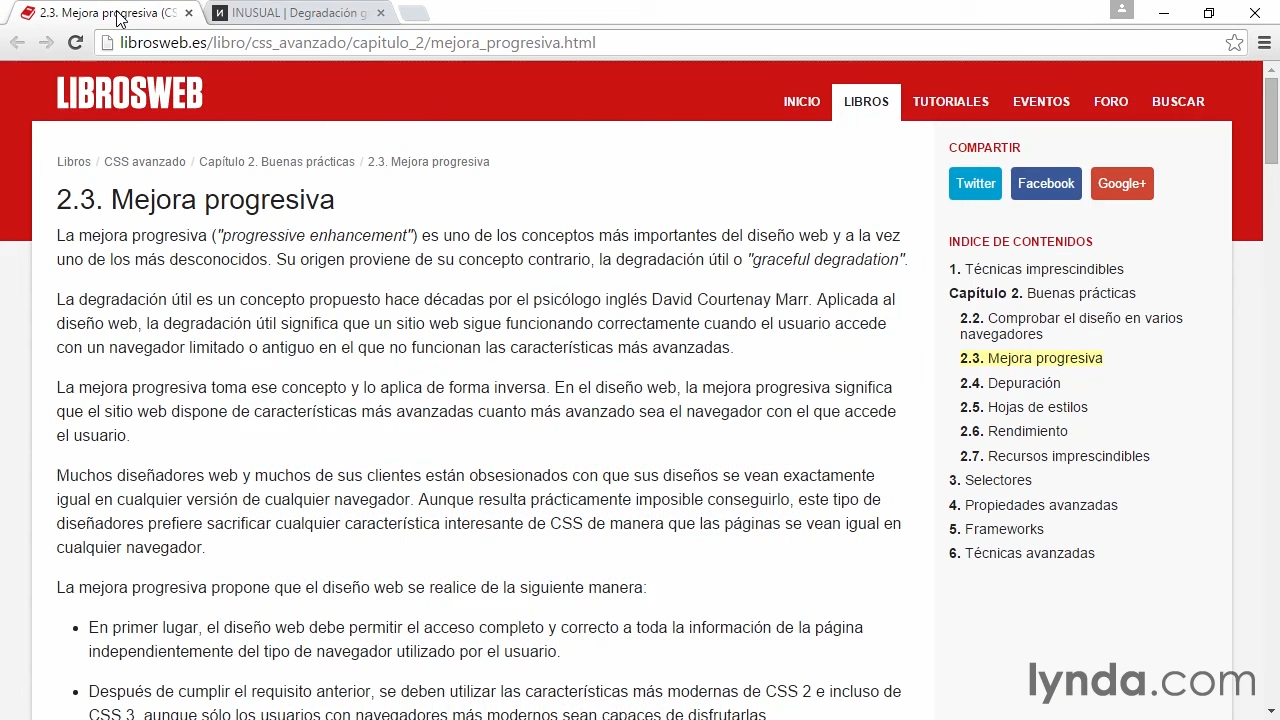 2.3. Mejora progresiva (CS
INUSUAL | Degradación g
librosweb.es/libro/css_avanzado/capitulo_2/mejora_progresiva.html
LIBROSWEB
INICIO
LIBROS
TUTORIALES
EVENTOS
FORO
BUSCAR
Libros / CSS avanzado / Capítulo 2. Buenas prácticas / 2.3. Mejora progresiva
2.3. Mejora progresiva
La mejora progresiva ("progressive enhancement") es uno de los conceptos más importantes del diseño web y a la vez
uno de los más desconocidos. Su origen proviene de su concepto contrario, la degradación útil o "graceful degradation".
La degradación útil es un concepto propuesto hace décadas por el psicólogo inglés David Courtenay Marr. Aplicada al
diseño web, la degradación útil significa que un sitio web sigue funcionando correctamente cuando el usuario accede
con un navegador limitado o antiguo en el que no funcionan las características más avanzadas.
La mejora progresiva toma ese concepto y lo aplica de forma inversa. En el diseño web, la mejora progresiva significa
que el sitio web dispone de características más avanzadas cuanto más avanzado sea el navegador con el que accede
el usuario.
Muchos diseñadores web y muchos de sus clientes están obsesionados con que sus diseños se vean exactamente
igual en cualquier versión de cualquier navegador. Aunque resulta prácticamente imposible conseguirlo, este tipo de
diseñadores prefiere sacrificar cualquier característica interesante de CSS de manera que las páginas se vean igual en
cualquier navegador.
La mejora progresiva propone que el diseño web se realice de la siguiente manera:
• En primer lugar, el diseño web debe permitir el acceso completo y correcto a toda la información de la página
independientemente del tipo de navegador utilizado por el usuario.
• Después de cumplir el requisito anterior, se deben utilizar las características más modernas de CSS 2 e incluso de
CSS 3, aunque sólo los usuarios con navegadores más modernos sean capaces de disfrutarlas.
COMPARTIR
Twitter
Facebook
Google+
INDICE DE CONTENIDOS
1. Técnicas imprescindibles
Capítulo 2. Buenas prácticas
2.2. Comprobar el diseño en varios
navegadores
2.3. Mejora progresiva
2.4. Depuración
2.5. Hojas de estilos
2.6. Rendimiento
2.7. Recursos imprescindibles
3. Selectores
4. Propiedades avanzadas
5. Frameworks
6. Técnicas avanzadas
lynda.com